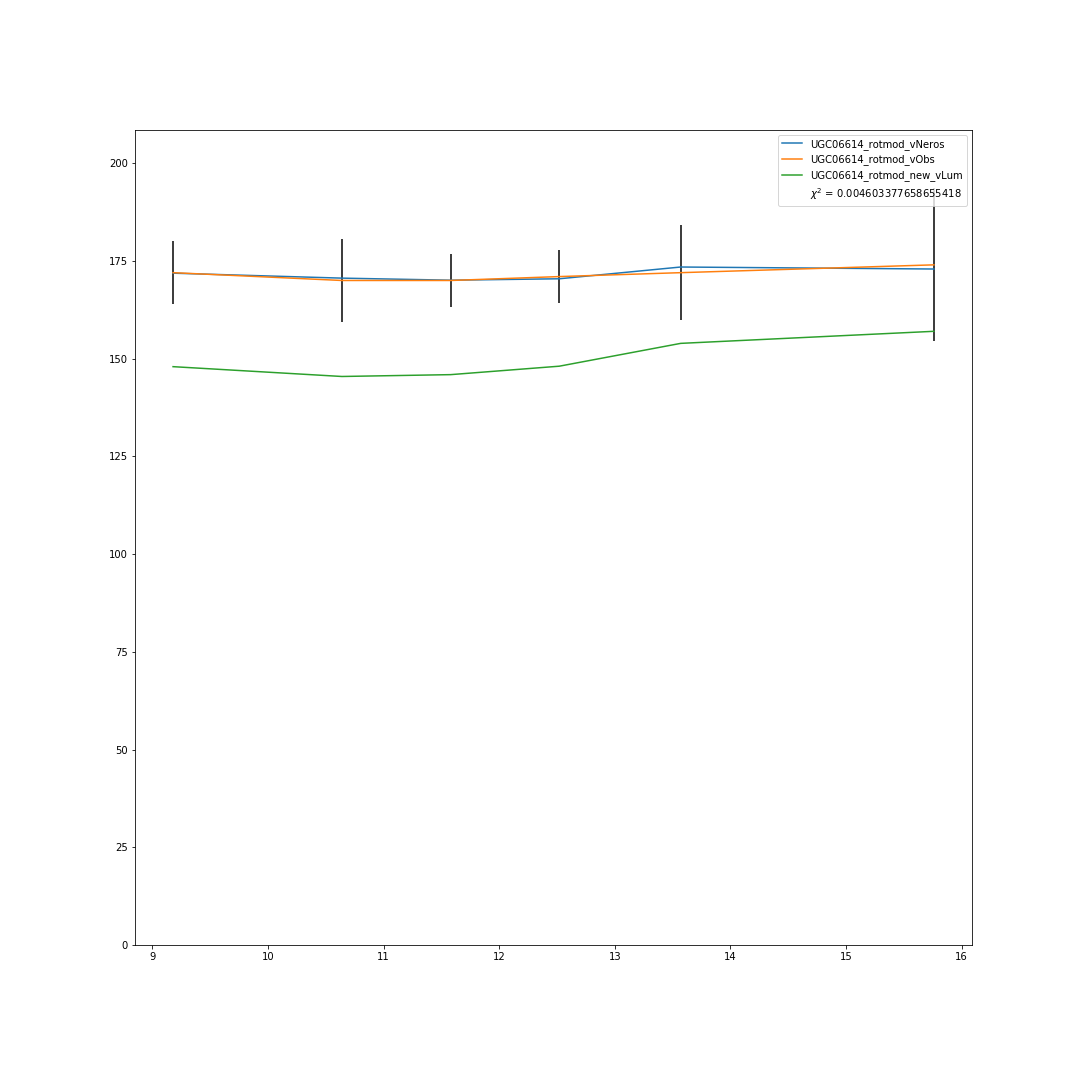 UGC06614_rotmod_vNeros
UGC06614_rotmod_vObs
UGC06614_rotmod_new_vLum
χ² = 0.004603377658655418
200
175
150
125
100
75
50
25
0
9 10 11 12 13 14 15 16